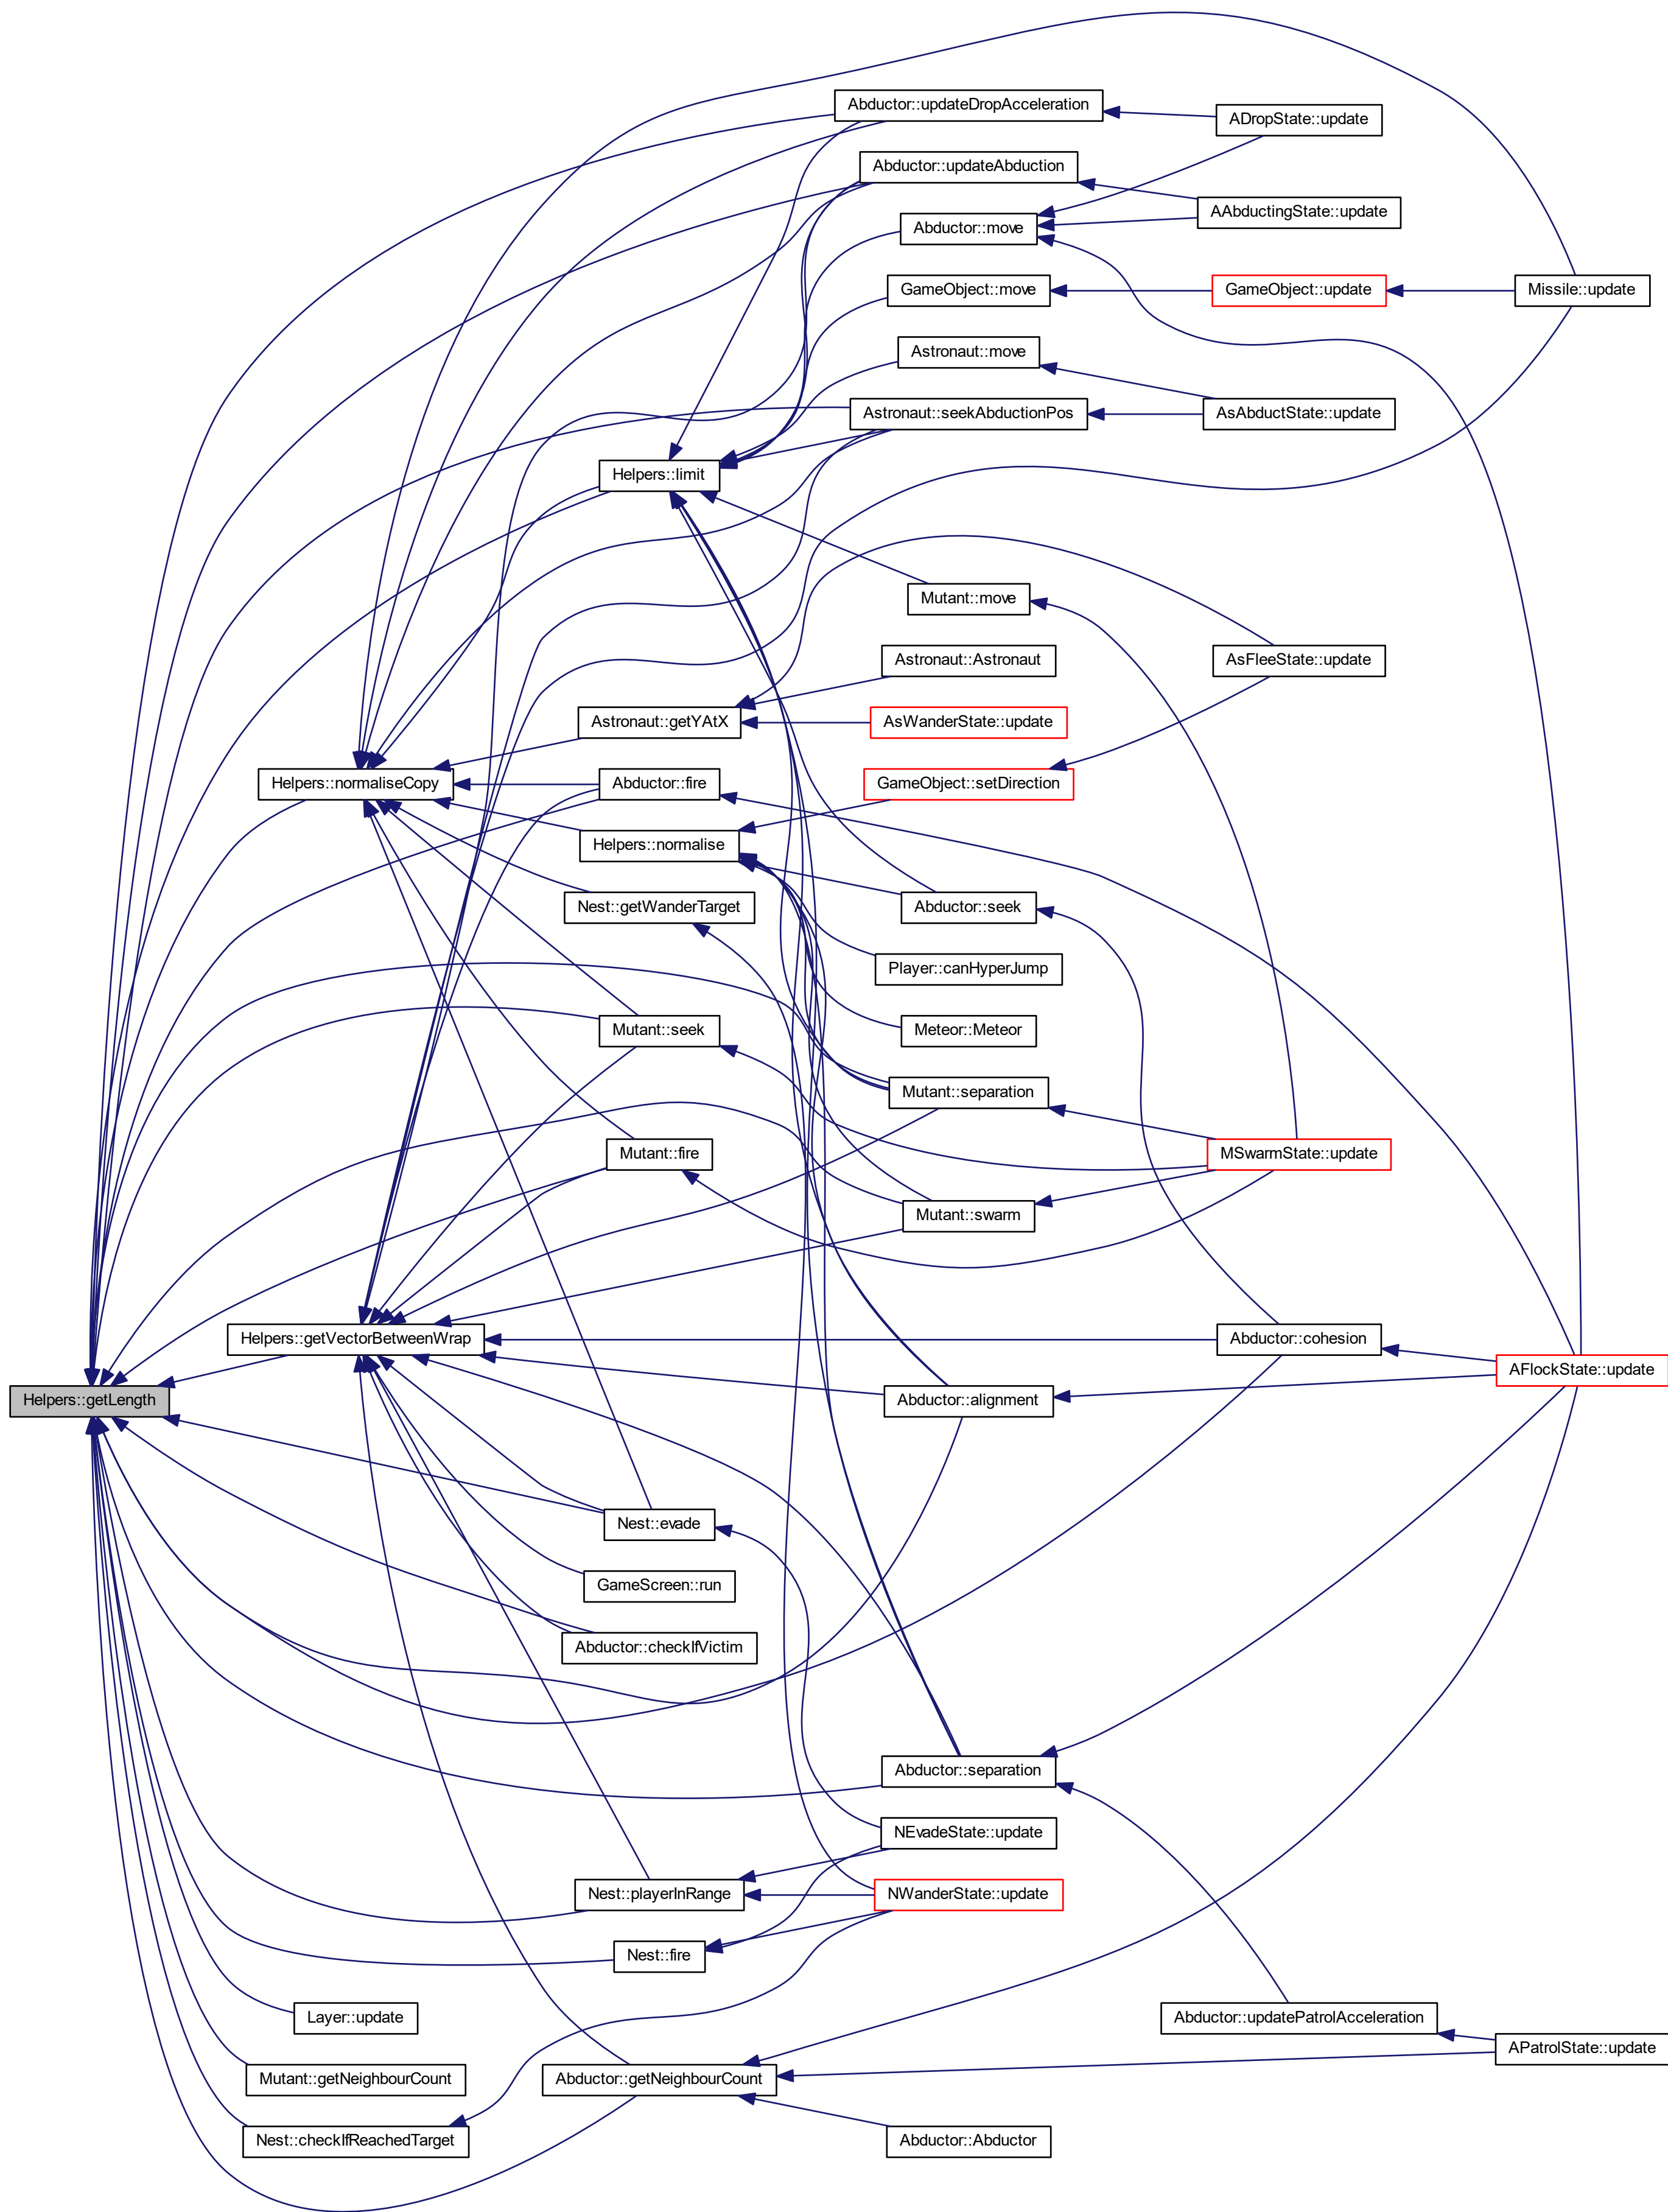 Abductor::updateDropAcceleration
ADropState::update
Abductor::updateAbduction
AAbductingState::update
Abductor::move
GameObject::move
GameObject::update
Missile::update
Astronaut::move
Astronaut::seekAbductionPos
AsAbductState::update
Helpers::limit
Mutant::move
Astronaut::Astronaut
AsFleeState::update
Astronaut::getYAtX
AsWanderState::update
Helpers::normaliseCopy
Abductor::fire
GameObject::setDirection
Helpers::normalise
Nest::getWanderTarget
Abductor::seek
Player::canHyperJump
Mutant::seek
Meteor::Meteor
Mutant::separation
Mutant::fire
MSwarmState::update
Mutant::swarm
Helpers::getVectorBetweenWrap
Abductor::cohesion
AFlockState::update
Helpers::getLength
Abductor::alignment
Nest::evade
GameScreen::run
Abductor::checkIfVictim
Abductor::separation
NEvadeState::update
Nest::playerInRange
NWanderState::update
Nest::fire
Layer::update
Abductor::updatePatrolAcceleration
APatrolState::update
Mutant::getNeighbourCount
Abductor::getNeighbourCount
Nest::checkIfReachedTarget
Abductor::Abductor